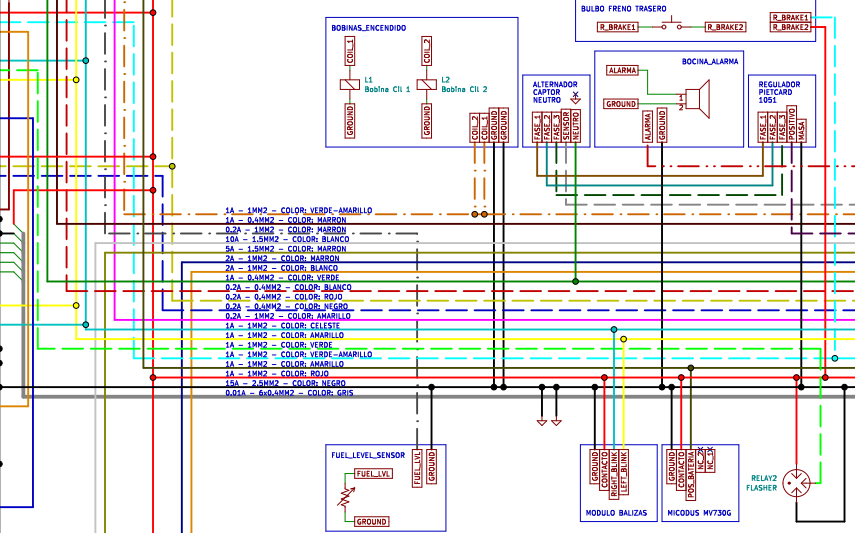 BULBO FRENO TRASERO
R_BRAKE1
R_BRAKE2
R_BRAKE1
R_BRAKE2
BOBINAS_ENCENDIDO
COIL_1
COIL_2
L1
Bobina Cil 1
L2
Bobina Cil 2
GROUND
GROUND
COIL_2
COIL_1
GROUND
GROUND
ALTERNADOR
CAPTOR
NEUTRO
FASE_1
FASE_2
FASE_3
SENSOR
NEUTRO
BOCINA_ALARMA
ALARMA
GROUND
1
2
ALARMA
GROUND
REGULADOR
PIETCARD
1051
FASE_1
FASE_2
FASE_3
POSITIVO
MASA
1A - 1MM2 - COLOR: VERDE-AMARILLO
1A - 0.4MM2 - COLOR: MARRON
0.2A - 1MM2 - COLOR: MARRON
10A - 1.5MM2 - COLOR: BLANCO
5A - 1.5MM2 - COLOR: MARRON
2A - 1MM2 - COLOR: MARRON
2A - 1MM2 - COLOR: BLANCO
1A - 0.4MM2 - COLOR: VERDE
0.2A - 0.4MM2 - COLOR: BLANCO
0.2A - 0.4MM2 - COLOR: ROJO
0.2A - 0.4MM2 - COLOR: NEGRO
0.2A - 1MM2 - COLOR: AMARILLO
1A - 1MM2 - COLOR: CELESTE
1A - 1MM2 - COLOR: AMARILLO
1A - 1MM2 - COLOR: VERDE
1A - 1MM2 - COLOR: VERDE-AMARILLO
1A - 1MM2 - COLOR: AMARILLO
1A - 1MM2 - COLOR: ROJO
15A - 2.5MM2 - COLOR: NEGRO
0.01A - 6x0.4MM2 - COLOR: GRIS
FUEL_LEVEL_SENSOR
FUEL_LVL
GROUND
FUEL_LVL
GROUND
GROUND
CONTACTO
RIGHT_BLINK
LEFT_BLINK
MODULO BALIZAS
GROUND
CONTACTO
POS_BATERIA
MICODUS MV730G
RELAY2
FLASHER